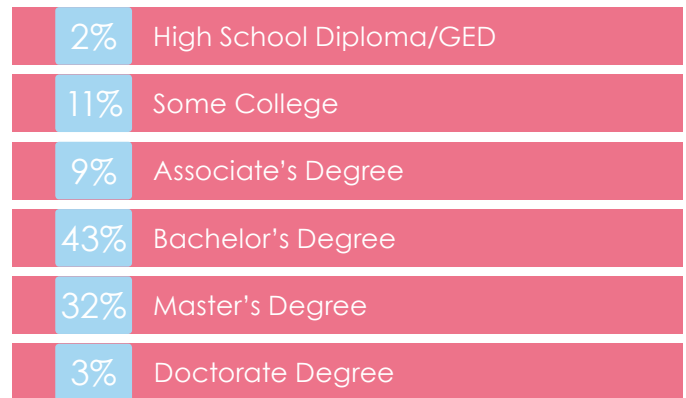 2% High School Diploma/GED
11% Some College
9% Associate’s Degree
43% Bachelor’s Degree
32% Master’s Degree
3% Doctorate Degree